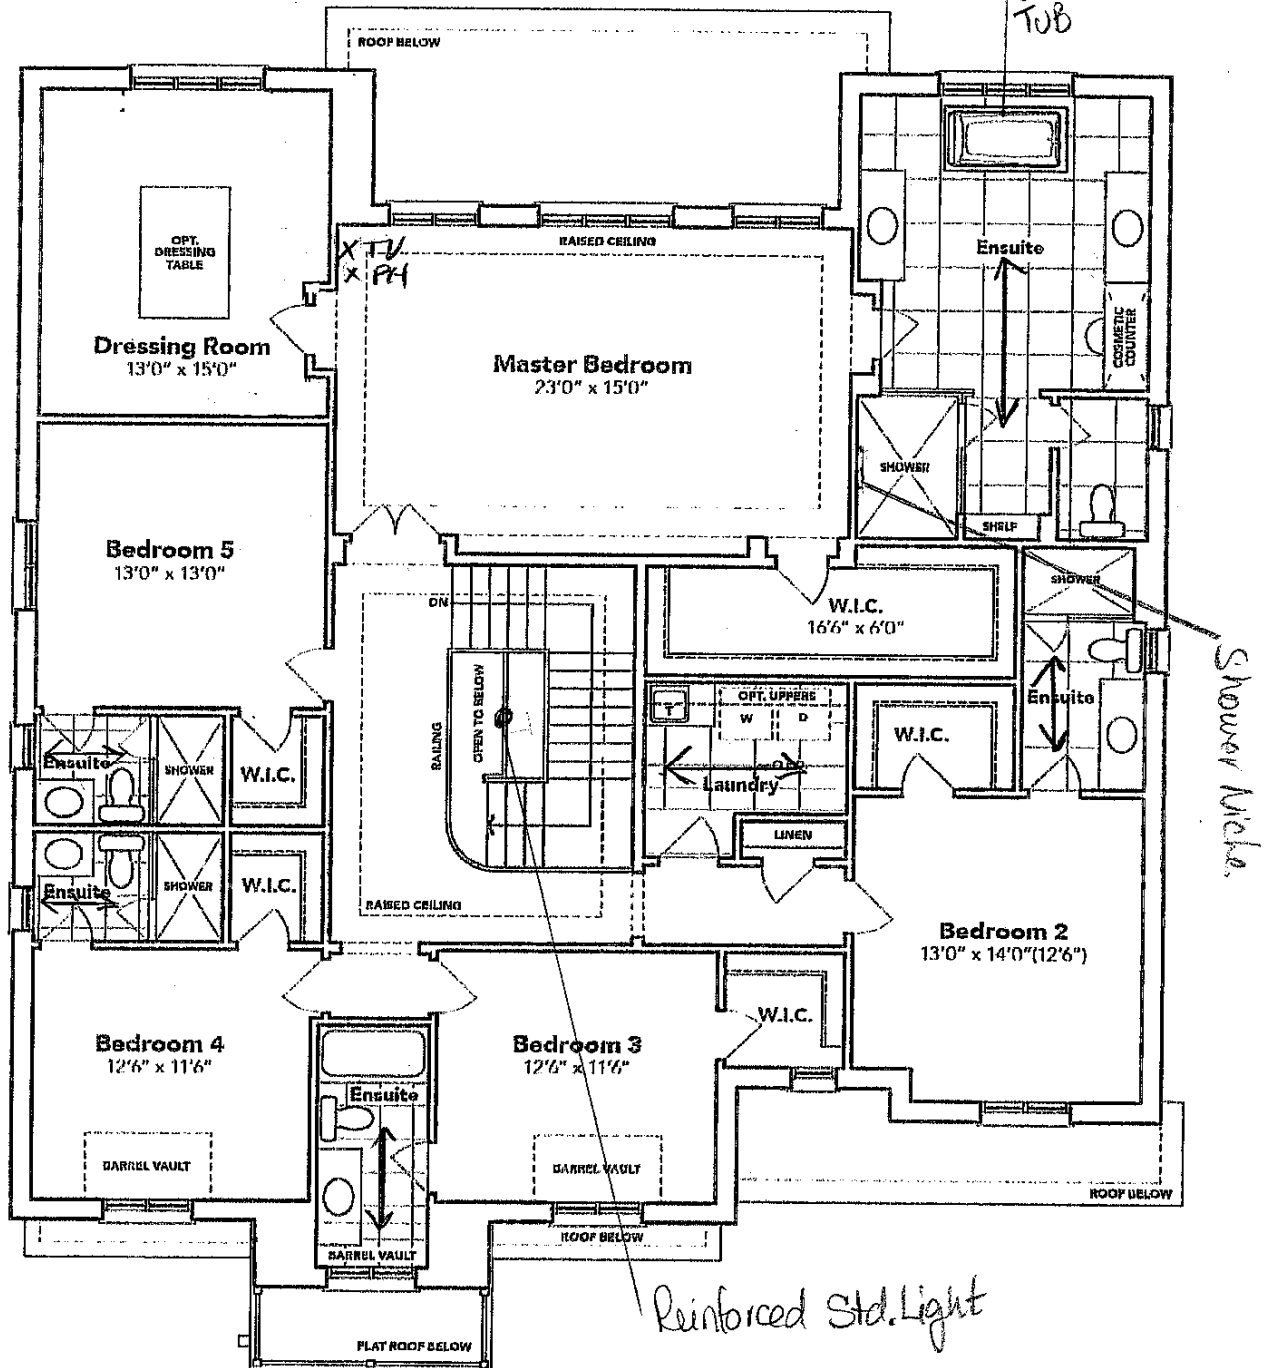 TUB
ROOF BELOW
RAISED CEILING
X TV
x PH
OPT.
DRESSING
TABLE
Ensuite
COSMETIC
COUNTER
Dressing Room
13'0" x 15'0"
Master Bedroom
23'0" x 15'0"
SHOWER
SHELF
Bedroom 5
13'0" x 13'0"
SHOWER
DN
W.I.C.
16'6" x 6'0"
Shower Niche.
OPEN TO BELOW
RAILING
T
OPT. UPPERS
W
D
Ensuite
W.I.C.
Ensuite
SHOWER
W.I.C.
Laundry
LINEN
Ensuite
SHOWER
W.I.C.
RAISED CEILING
Bedroom 2
13'0" x 14'0"(12'6")
W.I.C.
Bedroom 4
12'6" x 11'6"
Bedroom 3
12'6" x 11'6"
Ensuite
BARREL VAULT
BARREL VAULT
ROOF BELOW
ROOF BELOW
BARREL VAULT
Reinforced Std. Light
FLAT ROOF BELOW